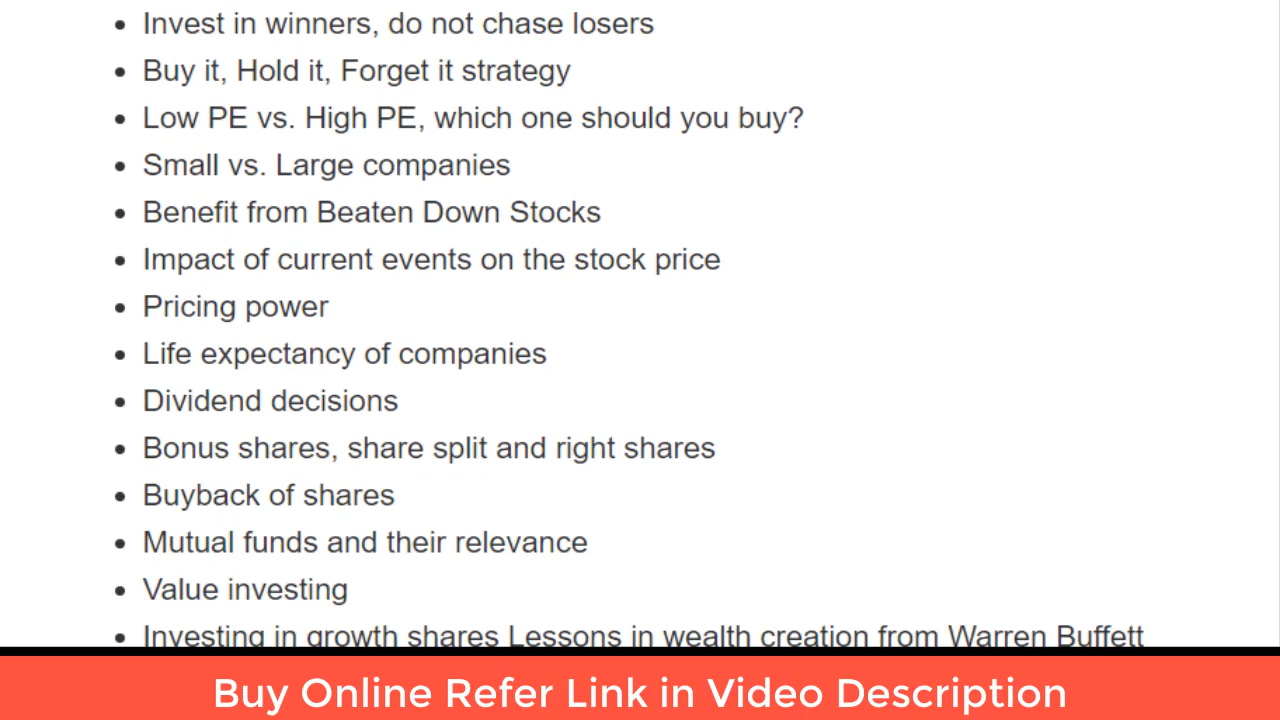 • Invest in winners, do not chase losers
• Buy it, Hold it, Forget it strategy
• Low PE vs. High PE, which one should you buy?
• Small vs. Large companies
• Benefit from Beaten Down Stocks
• Impact of current events on the stock price
• Pricing power
• Life expectancy of companies
• Dividend decisions
• Bonus shares, share split and right shares
• Buyback of shares
• Mutual funds and their relevance
• Value investing
• Investing in growth shares Lessons in wealth creation from Warren Buffett
Buy Online Refer Link in Video Description